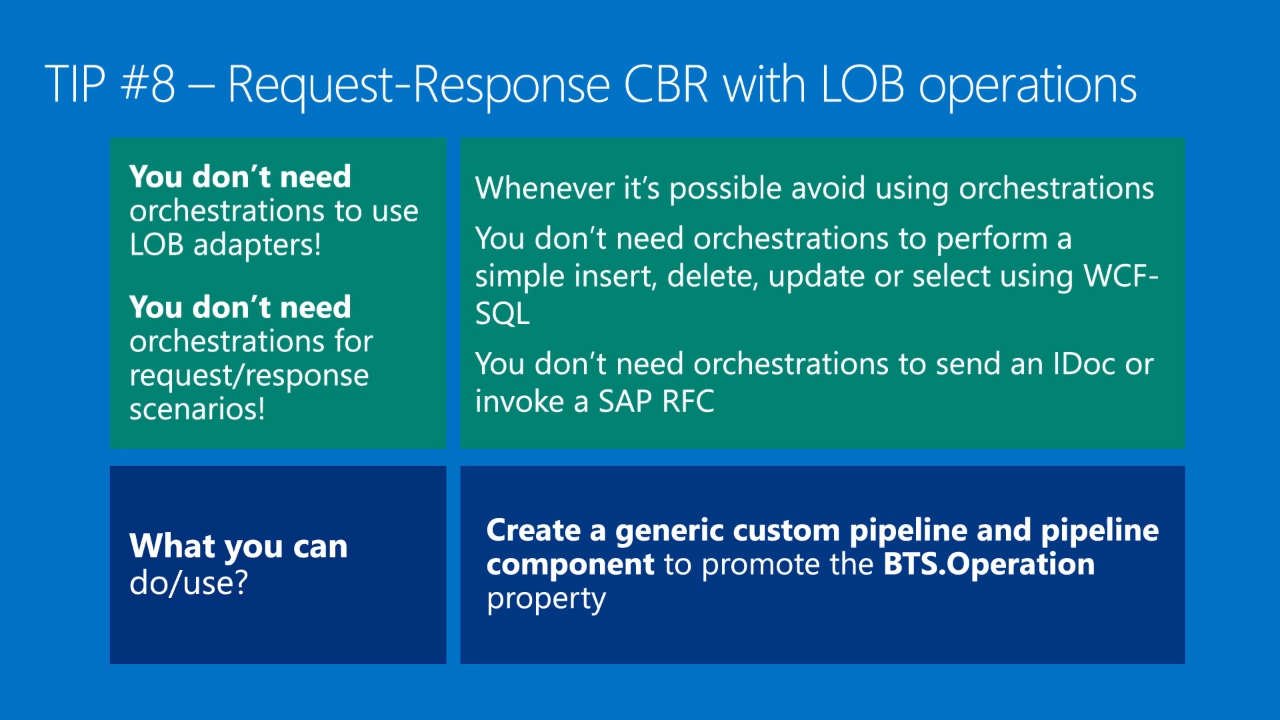 TIP #8 – Request-Response CBR with LOB operations
You don’t need
orchestrations to use
LOB adapters!
You don’t need
orchestrations for
request/response
scenarios!
Whenever it’s possible avoid using orchestrations
You don’t need orchestrations to perform a
simple insert, delete, update or select using WCF-
SQL
You don’t need orchestrations to send an IDoc or
invoke a SAP RFC
What you can
do/use?
Create a generic custom pipeline and pipeline
component to promote the BTS.Operation
property